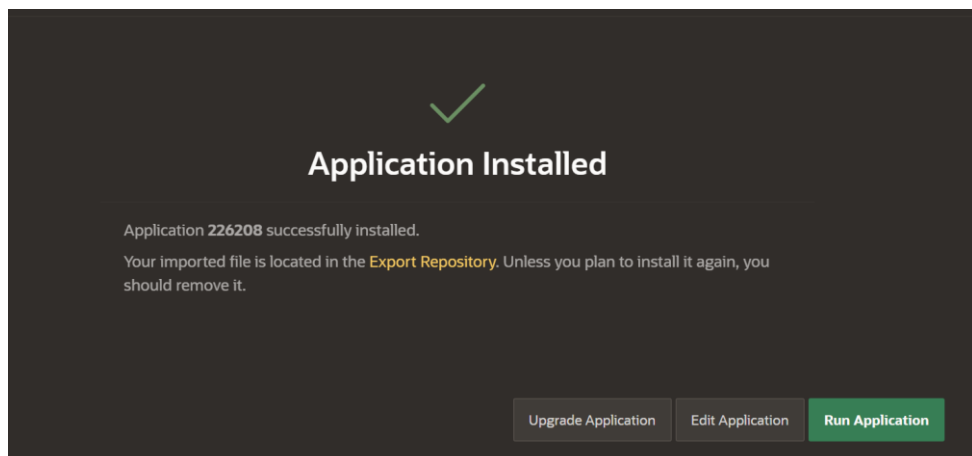 Application Installed
Application 226208 successfully installed.
Your imported file is located in the Export Repository. Unless you plan to install it again, you
should remove it.
Upgrade Application
Edit Application
Run Application